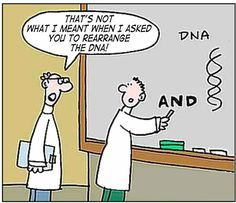 THAT'S NOT
WHAT I MEANT WHEN I ASKED
YOU TO REARRANGE
THE DNA!
DNA
AND